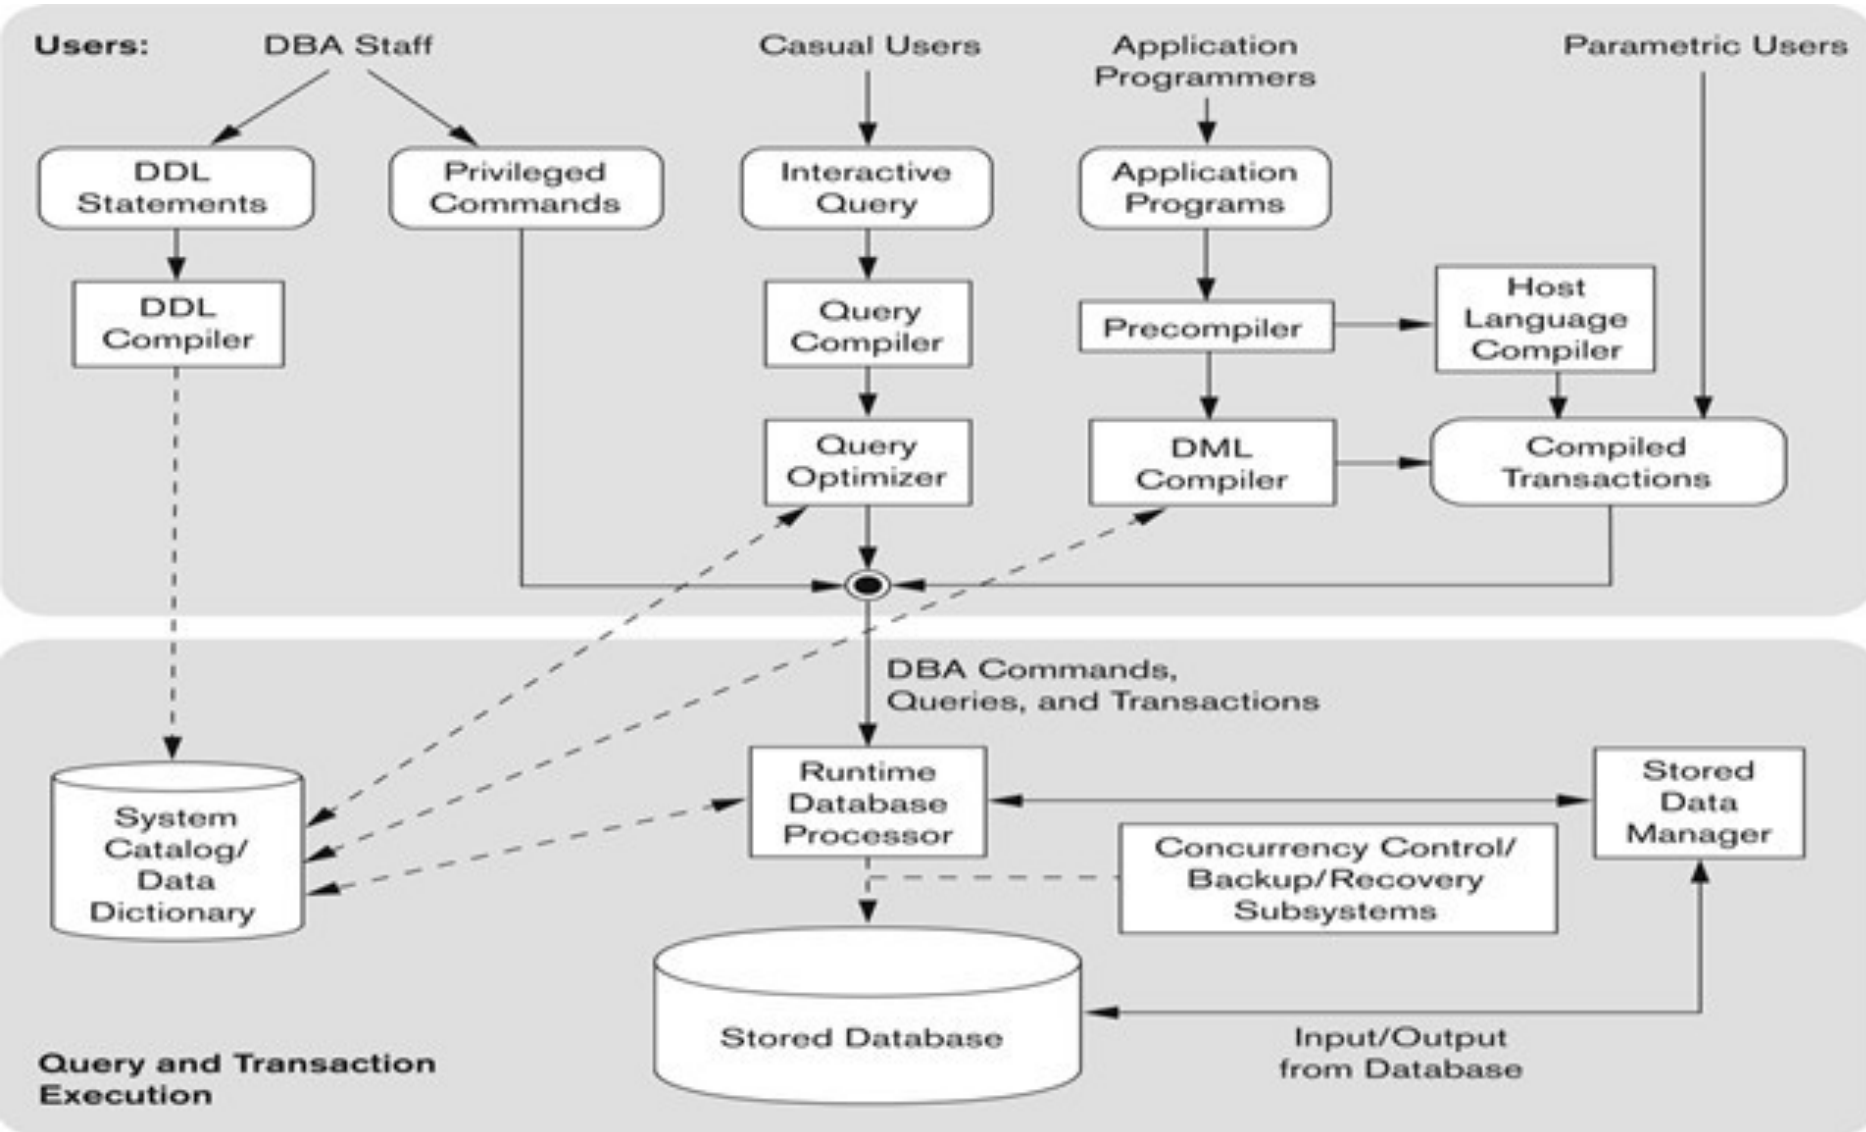 Users:
DBA Staff
Casual Users
Application
Programmers
Parametric Users
DDL
Statements
Privileged
Commands
Interactive
Query
Application
Programs
DDL
Compiler
Query
Compiler
Precompiler
Host
Language
Compiler
Query
Optimizer
DML
Compiler
Compiled
Transactions
DBA Commands,
Queries, and Transactions
System
Catalog/
Data
Dictionary
Runtime
Database
Processor
Stored
Data
Manager
Concurrency Control/
Backup/Recovery
Subsystems
Stored Database
Input/Output
from Database
Query and Transaction
Execution